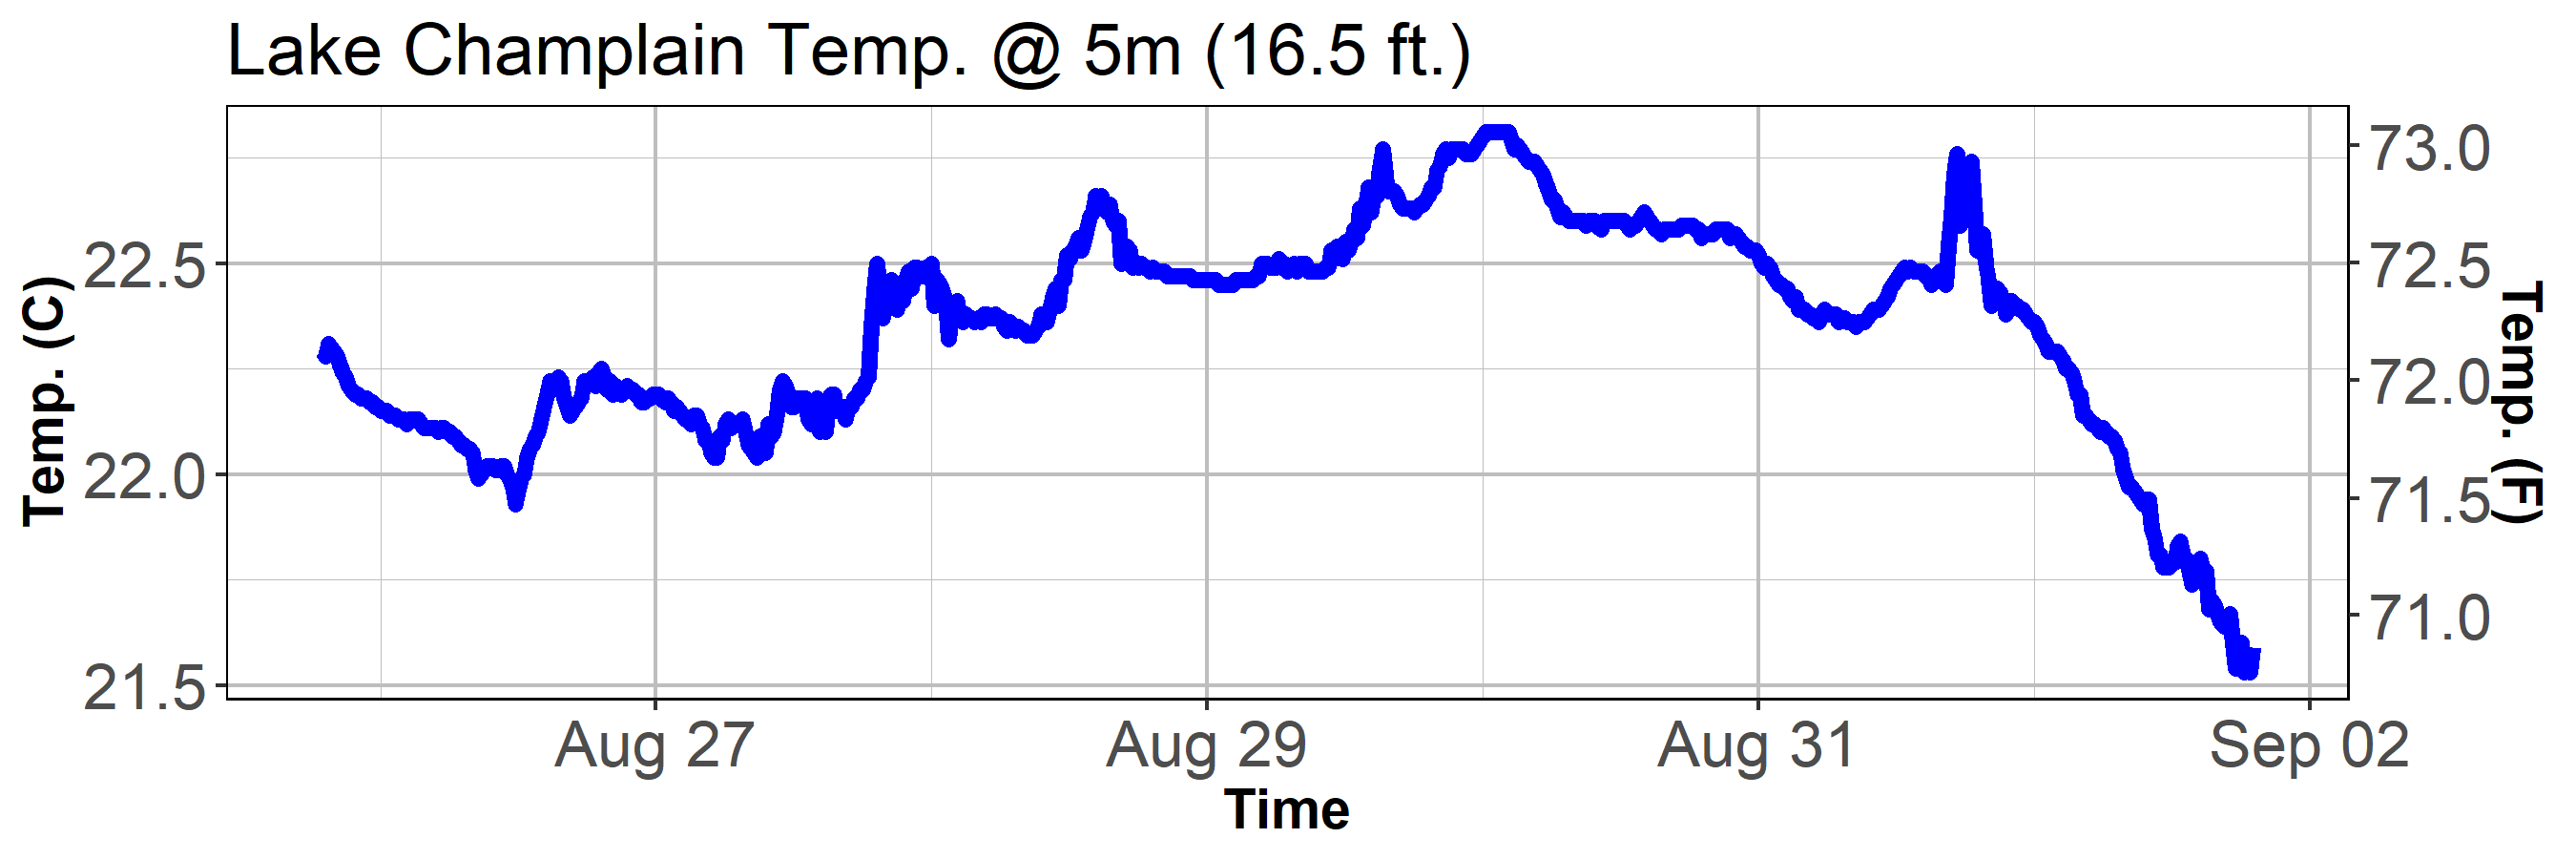 Lake Champlain Temp. @ 5m (16.5 ft.)
Temp. (C)
22.5
22.0
21.5
73.0
72.5
72.0
71.5
71.0
Temp. (F)
Aug 27
Aug 29
Aug 31
Sep 02
Time